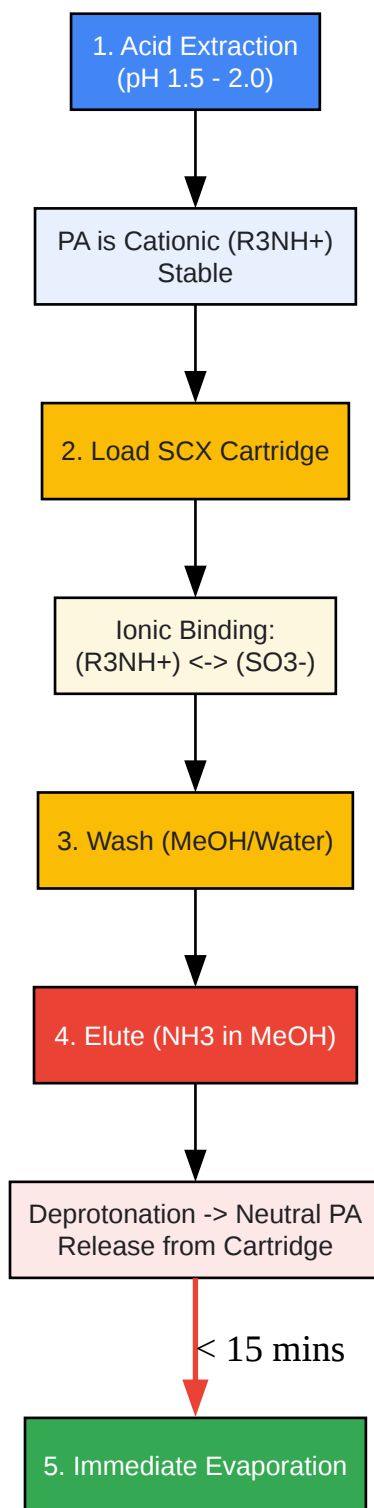 1. Acid Extraction
(pH 1.5 - 2.0)
PA is Cationic (R3NH+)
Stable
2. Load SCX Cartridge
Ionic Binding:
(R3NH+) <-> (SO3-)
3. Wash (MeOH/Water)
4. Elute (NH3 in MeOH)
Deprotonation -> Neutral PA
Release from Cartridge
< 15 mins
5. Immediate Evaporation